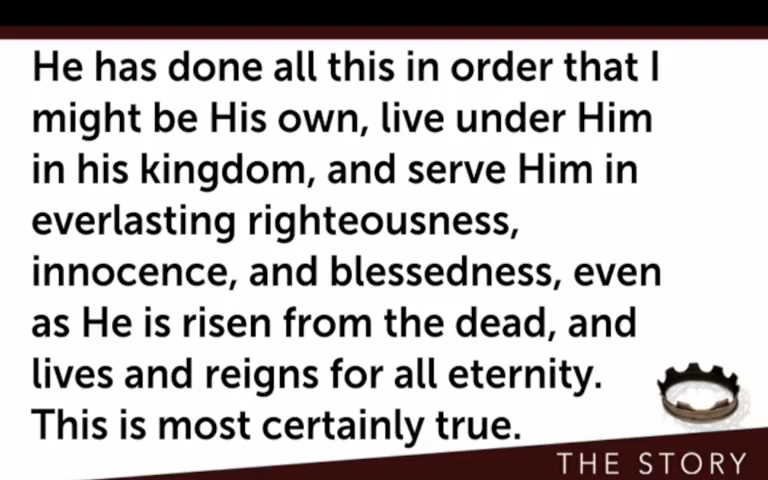 He has done all this in order that I
might be His own, live under Him
in his kingdom, and serve Him in
everlasting righteousness,
innocence, and blessedness, even
as He is risen from the dead, and
lives and reigns for all eternity.
This is most certainly true.
THE STORY